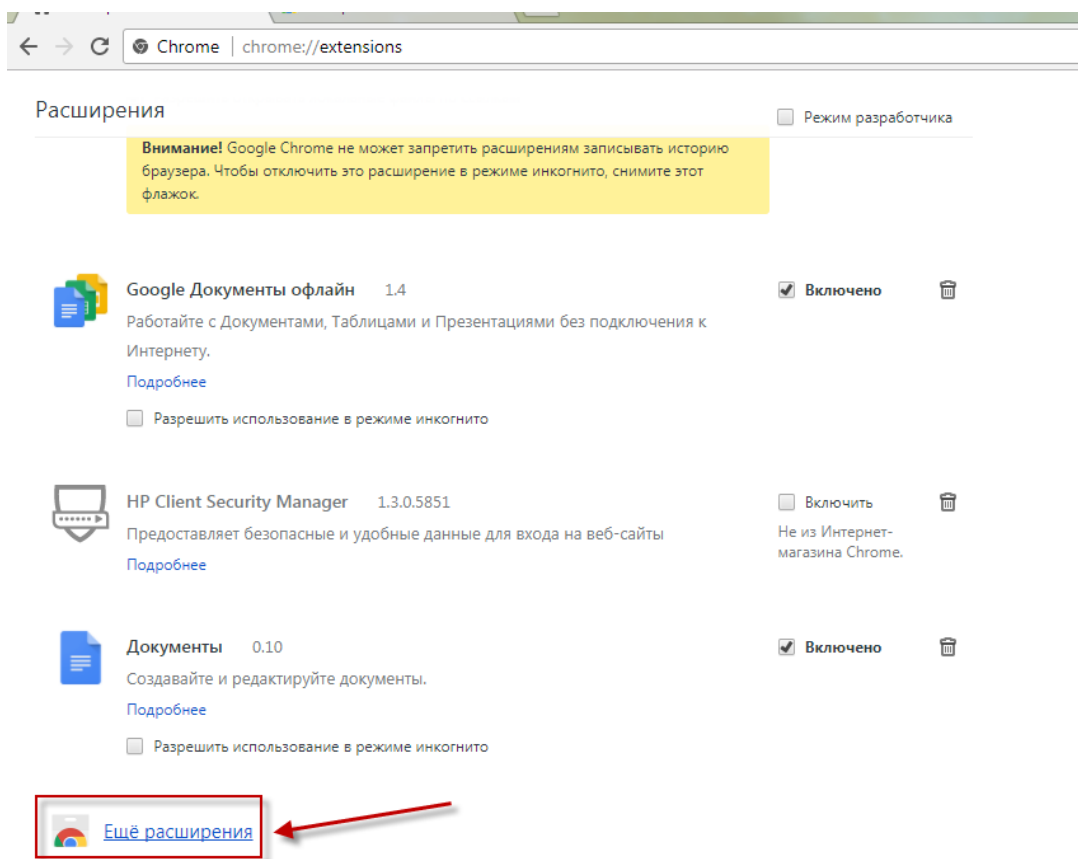 Chrome | chrome://extensions
Расширения
Режим разработчика
Внимание! Google Chrome не может запретить расширениям записывать историю
браузера. Чтобы отключить это расширение в режиме инкогнито, снимите этот
флажок.
Google Документы офлайн 1.4
Включено
Работайте с Документами, Таблицами и Презентациями без подключения к
Интернету.
Подробнее
Разрешить использование в режиме инкогнито
HP Client Security Manager 1.3.0.5851
Включить
Предоставляет безопасные и удобные данные для входа на веб-сайты
Не из Интернет-
магазина Chrome.
Подробнее
Документы 0.10
Включено
Создавайте и редактируйте документы.
Подробнее
Разрешить использование в режиме инкогнито
Ещё расширения